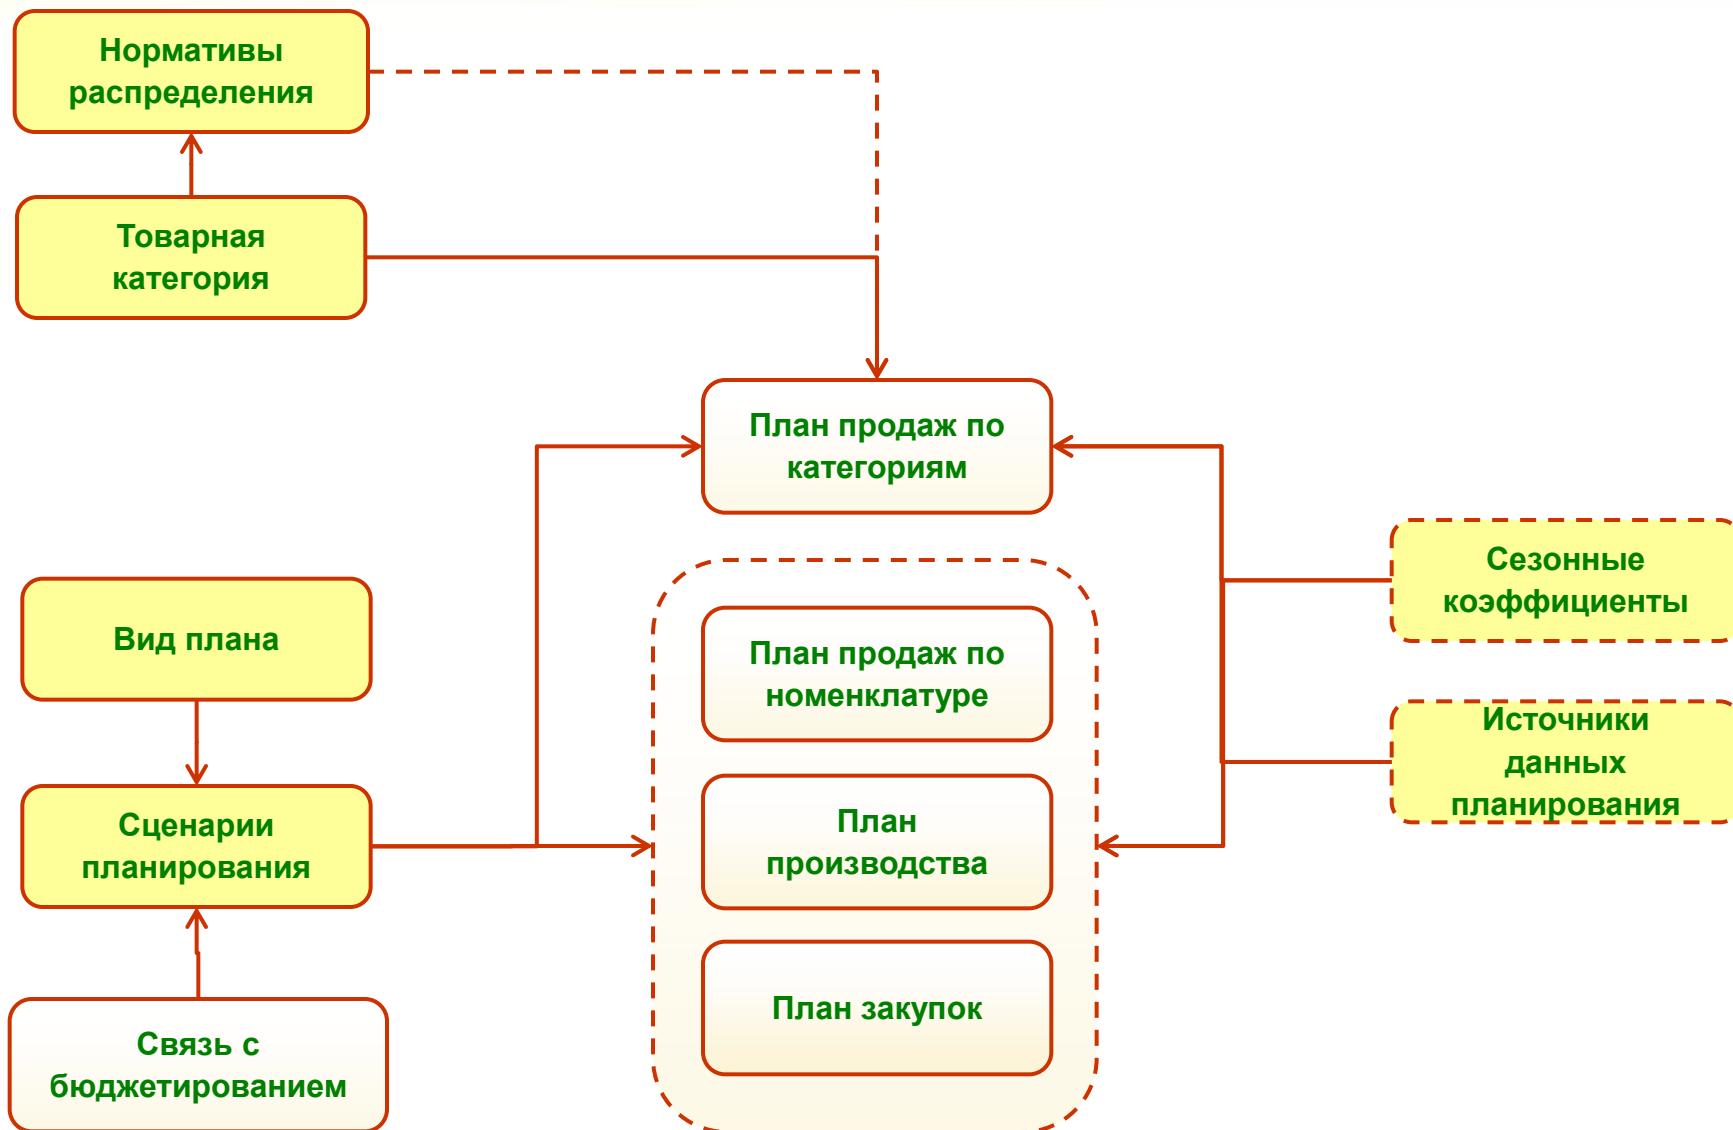 Нормативы
распределения
Товарная
категория
План продаж по
категориям
Сезонные
коэффициенты
Вид плана
План продаж по
номенклатуре
Источники
данных
планирования
Сценарии
планирования
План
производства
План закупок
Связь с
бюджетированием